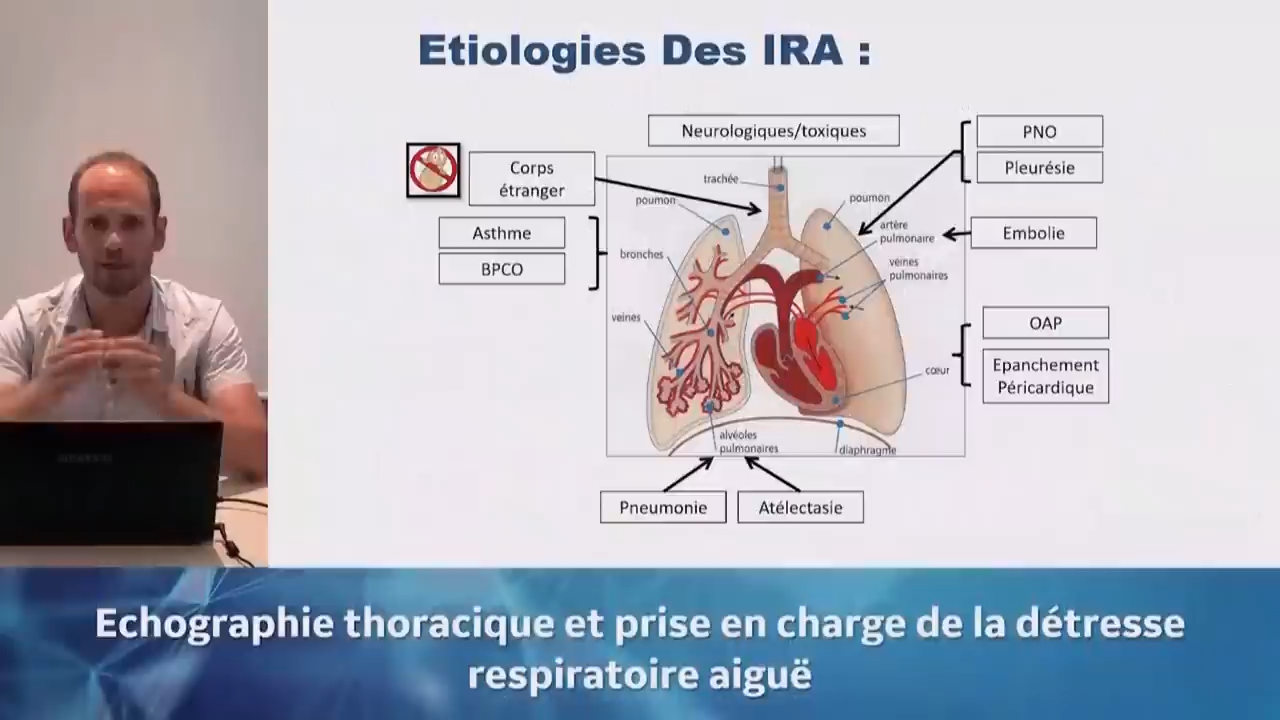 Etiologies Des IRA :
Neurologiques/toxiques
PNO
Pleurésie
Corps
étranger
trachée
poumon
poumon
artère
pulmonaire
Embolie
Asthme
BPCO
bronches
veines
pulmonaires
veines
OAP
Epanchement
Péricardique
cœur
alvéoles
pulmonaires
diaphragme
Pneumonie
Atélectasie
Echographie thoracique et prise en charge de la détresse
respiratoire aiguë